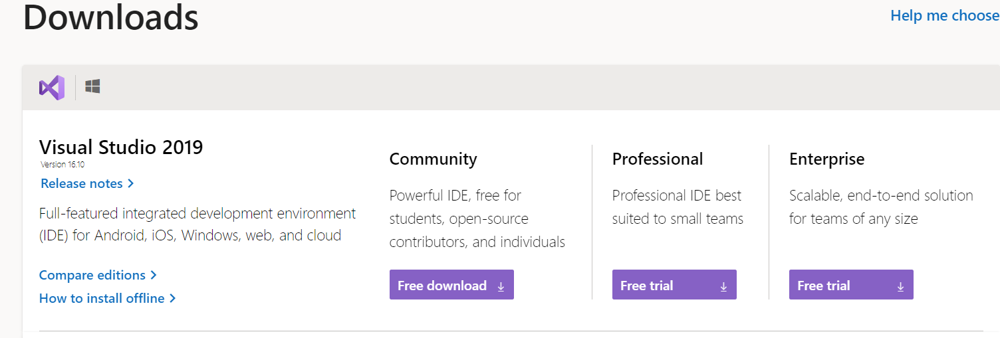 Downloads
Help me choose
Visual Studio 2019
Version 16.10
Release notes
Full-featured integrated development environment
(IDE) for Android, iOS, Windows, web, and cloud
Compare editions
How to install offline
Community
Powerful IDE, free for
students, open-source
contributors, and individuals
Free download
Professional
Professional IDE best
suited to small teams
Free trial
Enterprise
Scalable, end-to-end solution
for teams of any size
Free trial